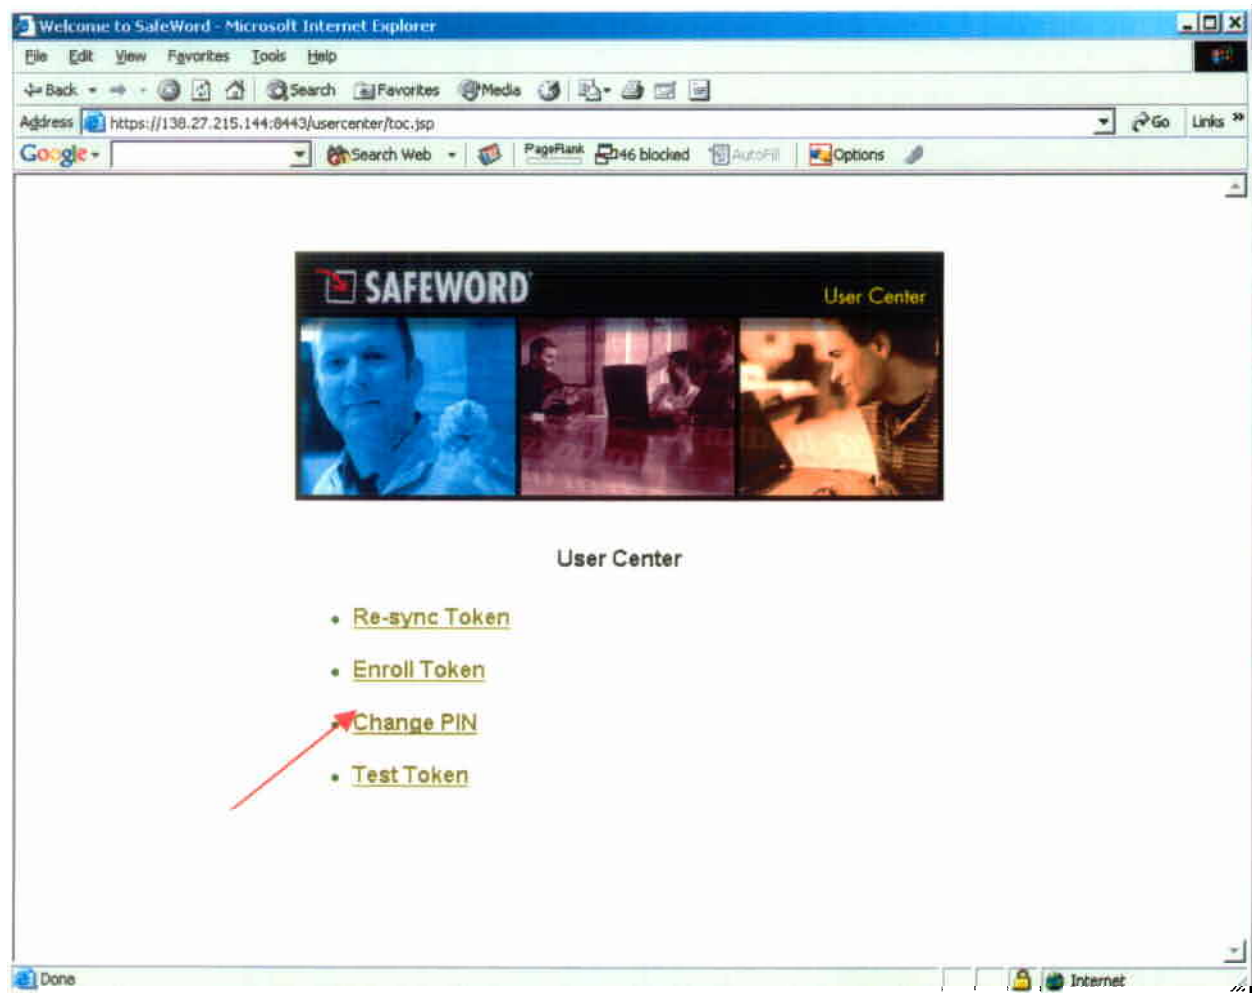 Welcome to SafeWord - Microsoft Internet Explorer
File Edit View Favorites Tools Help
Back Search Favorites Media
Address https://138.27.215.144:8443/usercenter/toc.jsp Go Links »
Google Search Web PageRank 346 blocked AutoFill Options
SAFEWORD
User Center
User Center
• Re-sync Token
• Enroll Token
• Change PIN
• Test Token
Done Internet